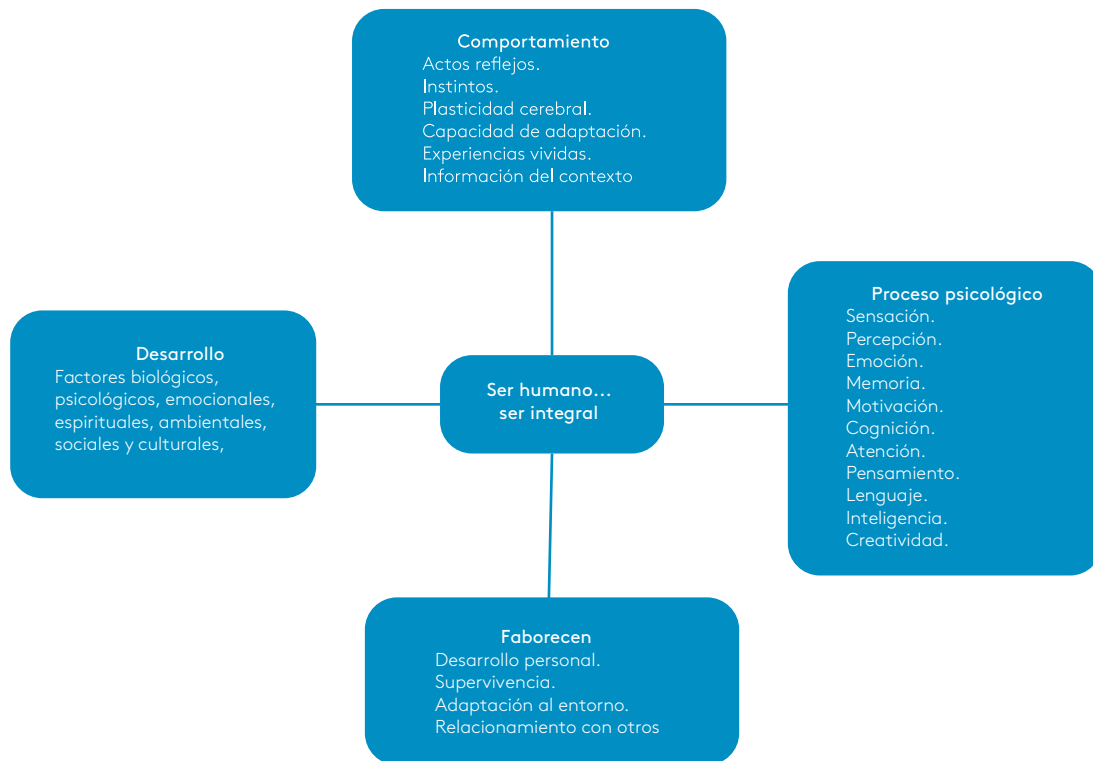 Comportamiento
Actos reflejos.
Instintos.
Plasticidad cerebral.
Capacidad de adaptación.
Experiencias vividas.
Información del contexto
Desarrollo
Factores biológicos,
psicológicos, emocionales,
espirituales, ambientales,
sociales y culturales,
Ser humano...
ser integral
Proceso psicológico
Sensación.
Percepción.
Emoción.
Memoria.
Motivación.
Cognición.
Atención.
Pensamiento.
Lenguaje.
Inteligencia.
Creatividad.
Faborecen
Desarrollo personal.
Supervivencia.
Adaptación al entorno.
Relacionamiento con otros